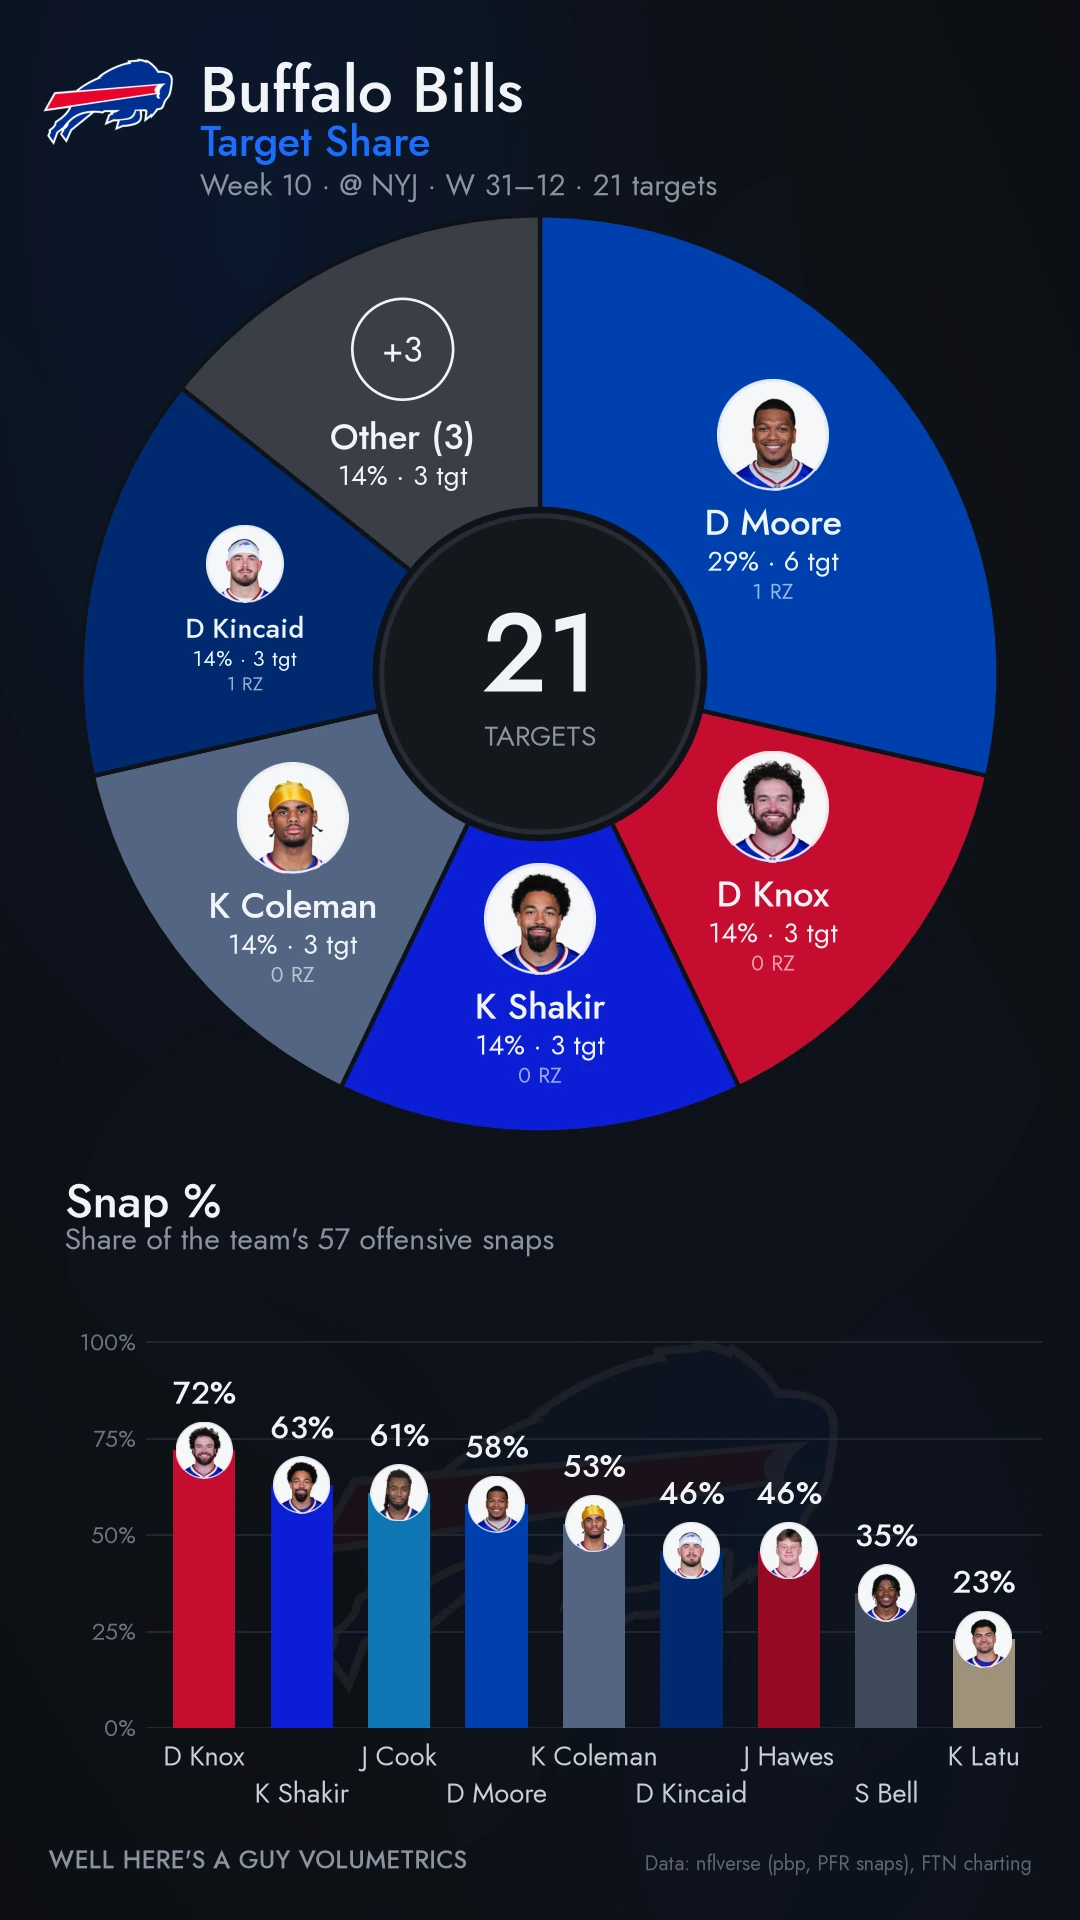 Buffalo Bills
Target Share
Week 10 · @ NYJ · W 31–12 · 21 targets
+3
Other (3)
14% · 3 tgt
D Moore
29% · 6 tgt
1 RZ
D Kincaid
14% · 3 tgt
1 RZ
21
TARGETS
K Coleman
14% · 3 tgt
0 RZ
D Knox
14% · 3 tgt
0 RZ
K Shakir
14% · 3 tgt
0 RZ
Snap %
Share of the team's 57 offensive snaps
100%
75%
50%
25%
0%
72%
63%
61%
58%
53%
46%
46%
35%
23%
D Knox
K Shakir
J Cook
D Moore
K Coleman
D Kincaid
J Hawes
S Bell
K Latu
WELL HERE'S A GUY VOLUMETRICS
Data: nflverse (pbp, PFR snaps), FTN charting